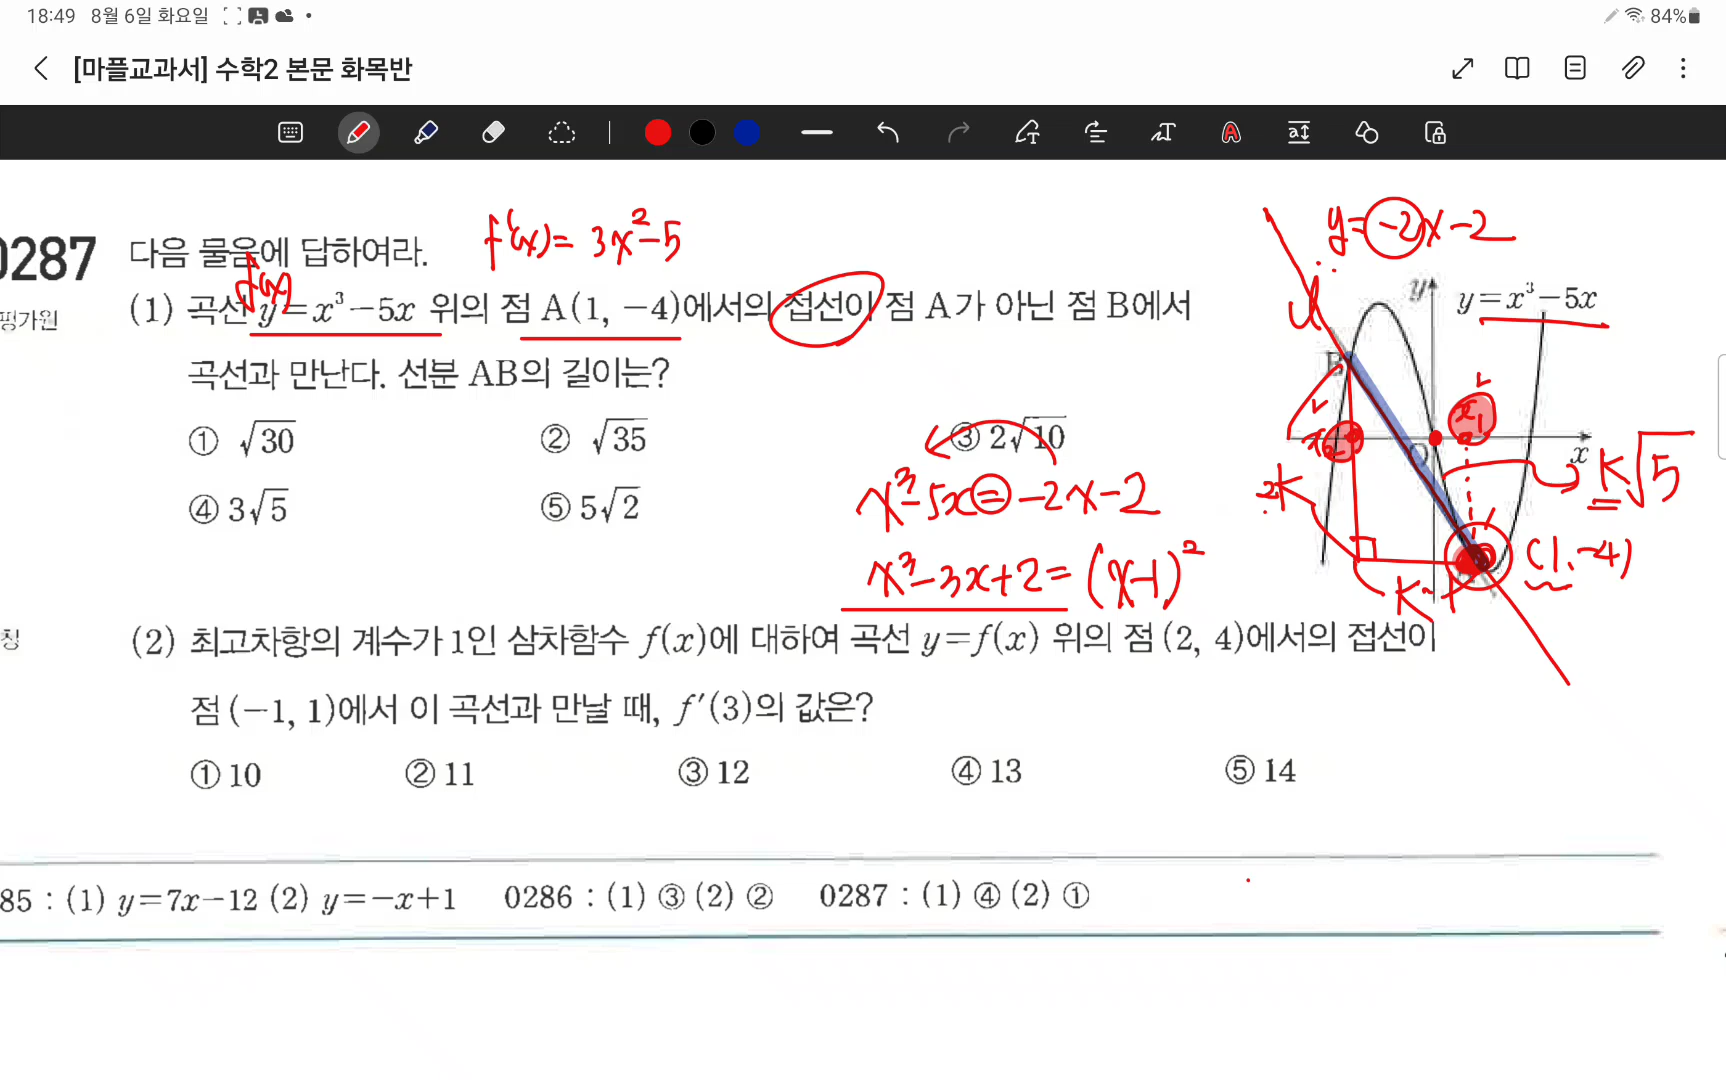 18:49 8월 6일 화요일
84%
[마플교과서] 수학2 본문 화목반
0287 다음 물음에 답하여라.
f'(x)= 3x²-5
평가원
f(x)
(1) 곡선 y=x³-5x 위의 점 A(1, -4)에서의 접선이 점 A가 아닌 점 B에서
곡선과 만난다. 선분 AB의 길이는?
① √30 ② √35 ③ 2√10
④ 3√5 ⑤ 5√2
x³-5x=-2x-2
x³-3x+2=(x-1)²
y=-2x-2
y
y=x³-5x
B
x₁
x₂
O
x
K√5
2K
(1,-4)
K
(2) 최고차항의 계수가 1인 삼차함수 f(x)에 대하여 곡선 y=f(x) 위의 점 (2, 4)에서의 접선이
점 (-1, 1)에서 이 곡선과 만날 때, f'(3)의 값은?
① 10 ② 11 ③ 12 ④ 13 ⑤ 14
85 : (1) y=7x-12 (2) y=-x+1 0286 : (1) ③ (2) ② 0287 : (1) ④ (2) ①